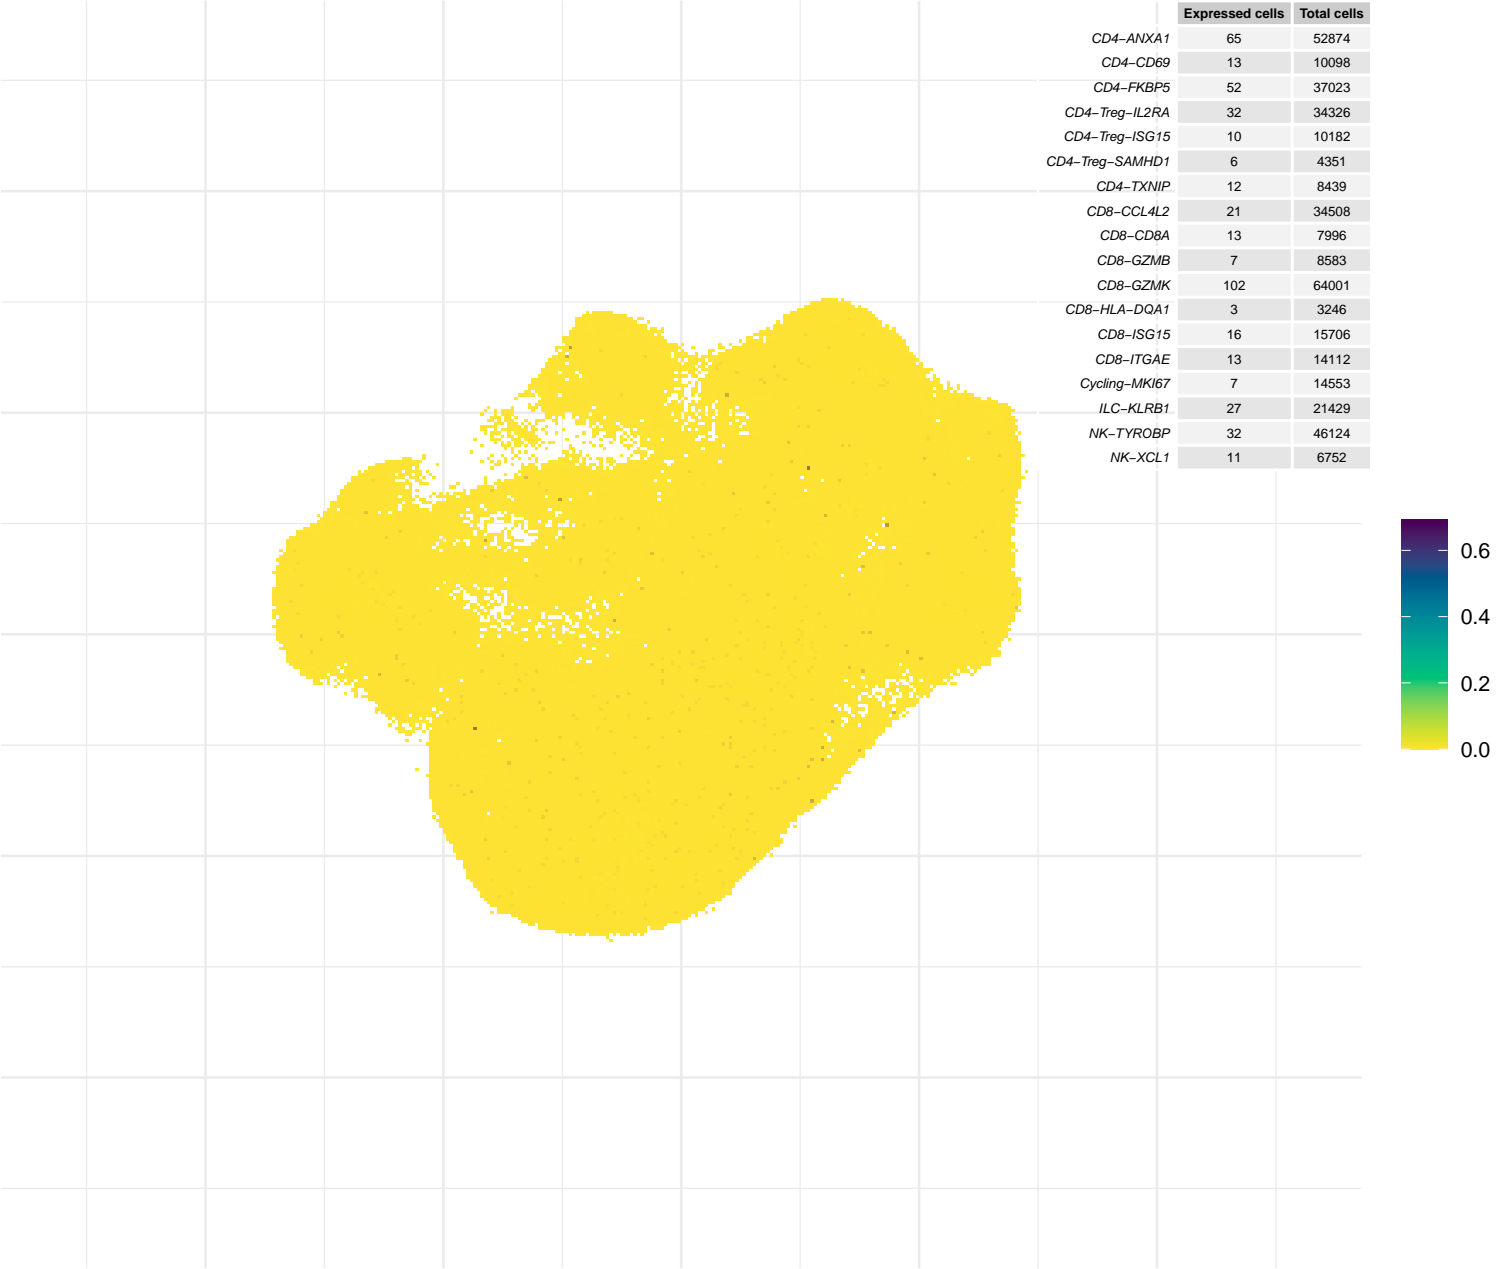 Expressed cells Total cells
CD4−ANXA1 65 52874
CD4−CD69 13 10098
CD4−FKBP5 52 37023
CD4−Treg−IL2RA 32 34326
CD4−Treg−ISG15 10 10182
CD4−Treg−SAMHD1 6 4351
CD4−TXNIP 12 8439
CD8−CCL4L2 21 34508
CD8−CD8A 13 7996
CD8−GZMB 7 8583
CD8−GZMK 102 64001
CD8−HLA−DQA1 3 3246
CD8−ISG15 16 15706
CD8−ITGAE 13 14112
Cycling−MKI67 7 14553
ILC−KLRB1 27 21429
NK−TYROBP 32 46124
NK−XCL1 11 6752
0.6
0.4
0.2
0.0